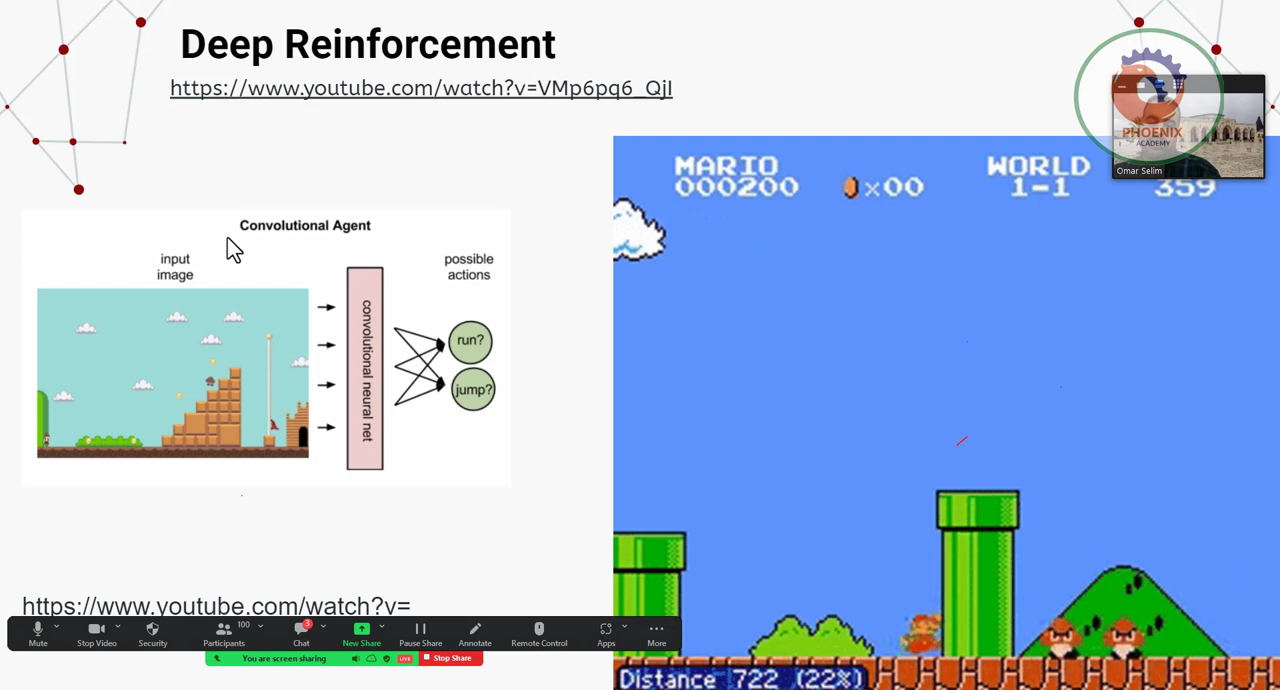 Deep Reinforcement
https://www.youtube.com/watch?v=VMp6pq6_QjI
PHOENIX
ACADEMY
Omar Selim
MARIO
WORLD
000200
×00
1-1
359
Convolutional Agent
input
image
possible
actions
convolutional neural net
run?
jump?
https://www.youtube.com/watch?v=
Mute
Stop Video
Security
Participants
100
Chat
3
New Share
Pause Share
Annotate
Remote Control
Apps
More
You are screen sharing
LIVE
Stop Share
Distance 722 (22%)